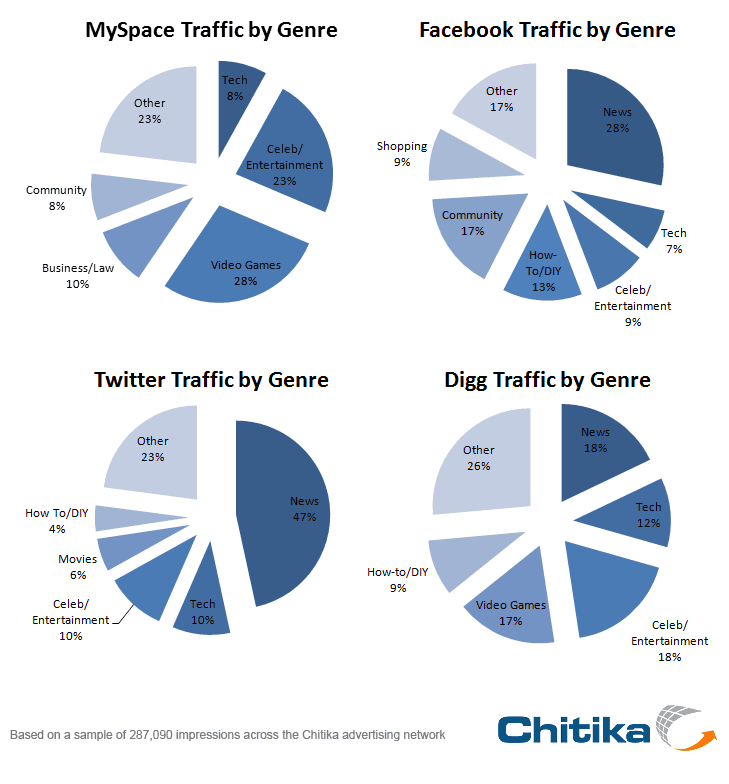 MySpace Traffic by Genre
Tech
8%
Celeb/
Entertainment
23%
Video Games
28%
Business/Law
10%
Community
8%
Other
23%
Facebook Traffic by Genre
News
28%
Tech
7%
Celeb/
Entertainment
9%
How-
To/DIY
13%
Community
17%
Shopping
9%
Other
17%
Twitter Traffic by Genre
News
47%
Tech
10%
Celeb/
Entertainment
10%
Movies
6%
How To/DIY
4%
Other
23%
Digg Traffic by Genre
News
18%
Tech
12%
Celeb/
Entertainment
18%
Video Games
17%
How-to/DIY
9%
Other
26%
Based on a sample of 287,090 impressions across the Chitika advertising network
Chitika